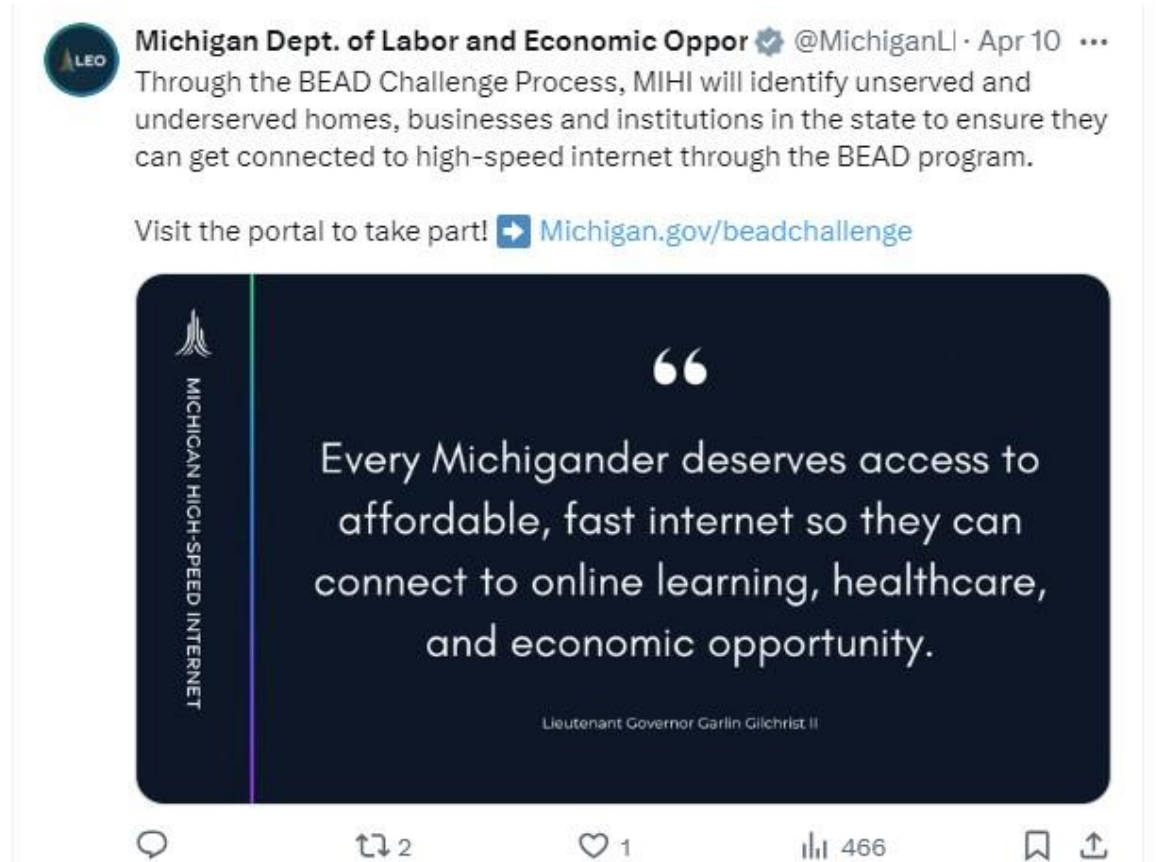 LEO
Michigan Dept. of Labor and Economic Oppor @MichiganL · Apr 10 ...
Through the BEAD Challenge Process, MIHI will identify unserved and
underserved homes, businesses and institutions in the state to ensure they
can get connected to high-speed internet through the BEAD program.
Visit the portal to take part! ➡ Michigan.gov/beadchallenge
MICHIGAN HIGH-SPEED INTERNET
“
Every Michigander deserves access to
affordable, fast internet so they can
connect to online learning, healthcare,
and economic opportunity.
Lieutenant Governor Garlin Gilchrist II
2 1 466